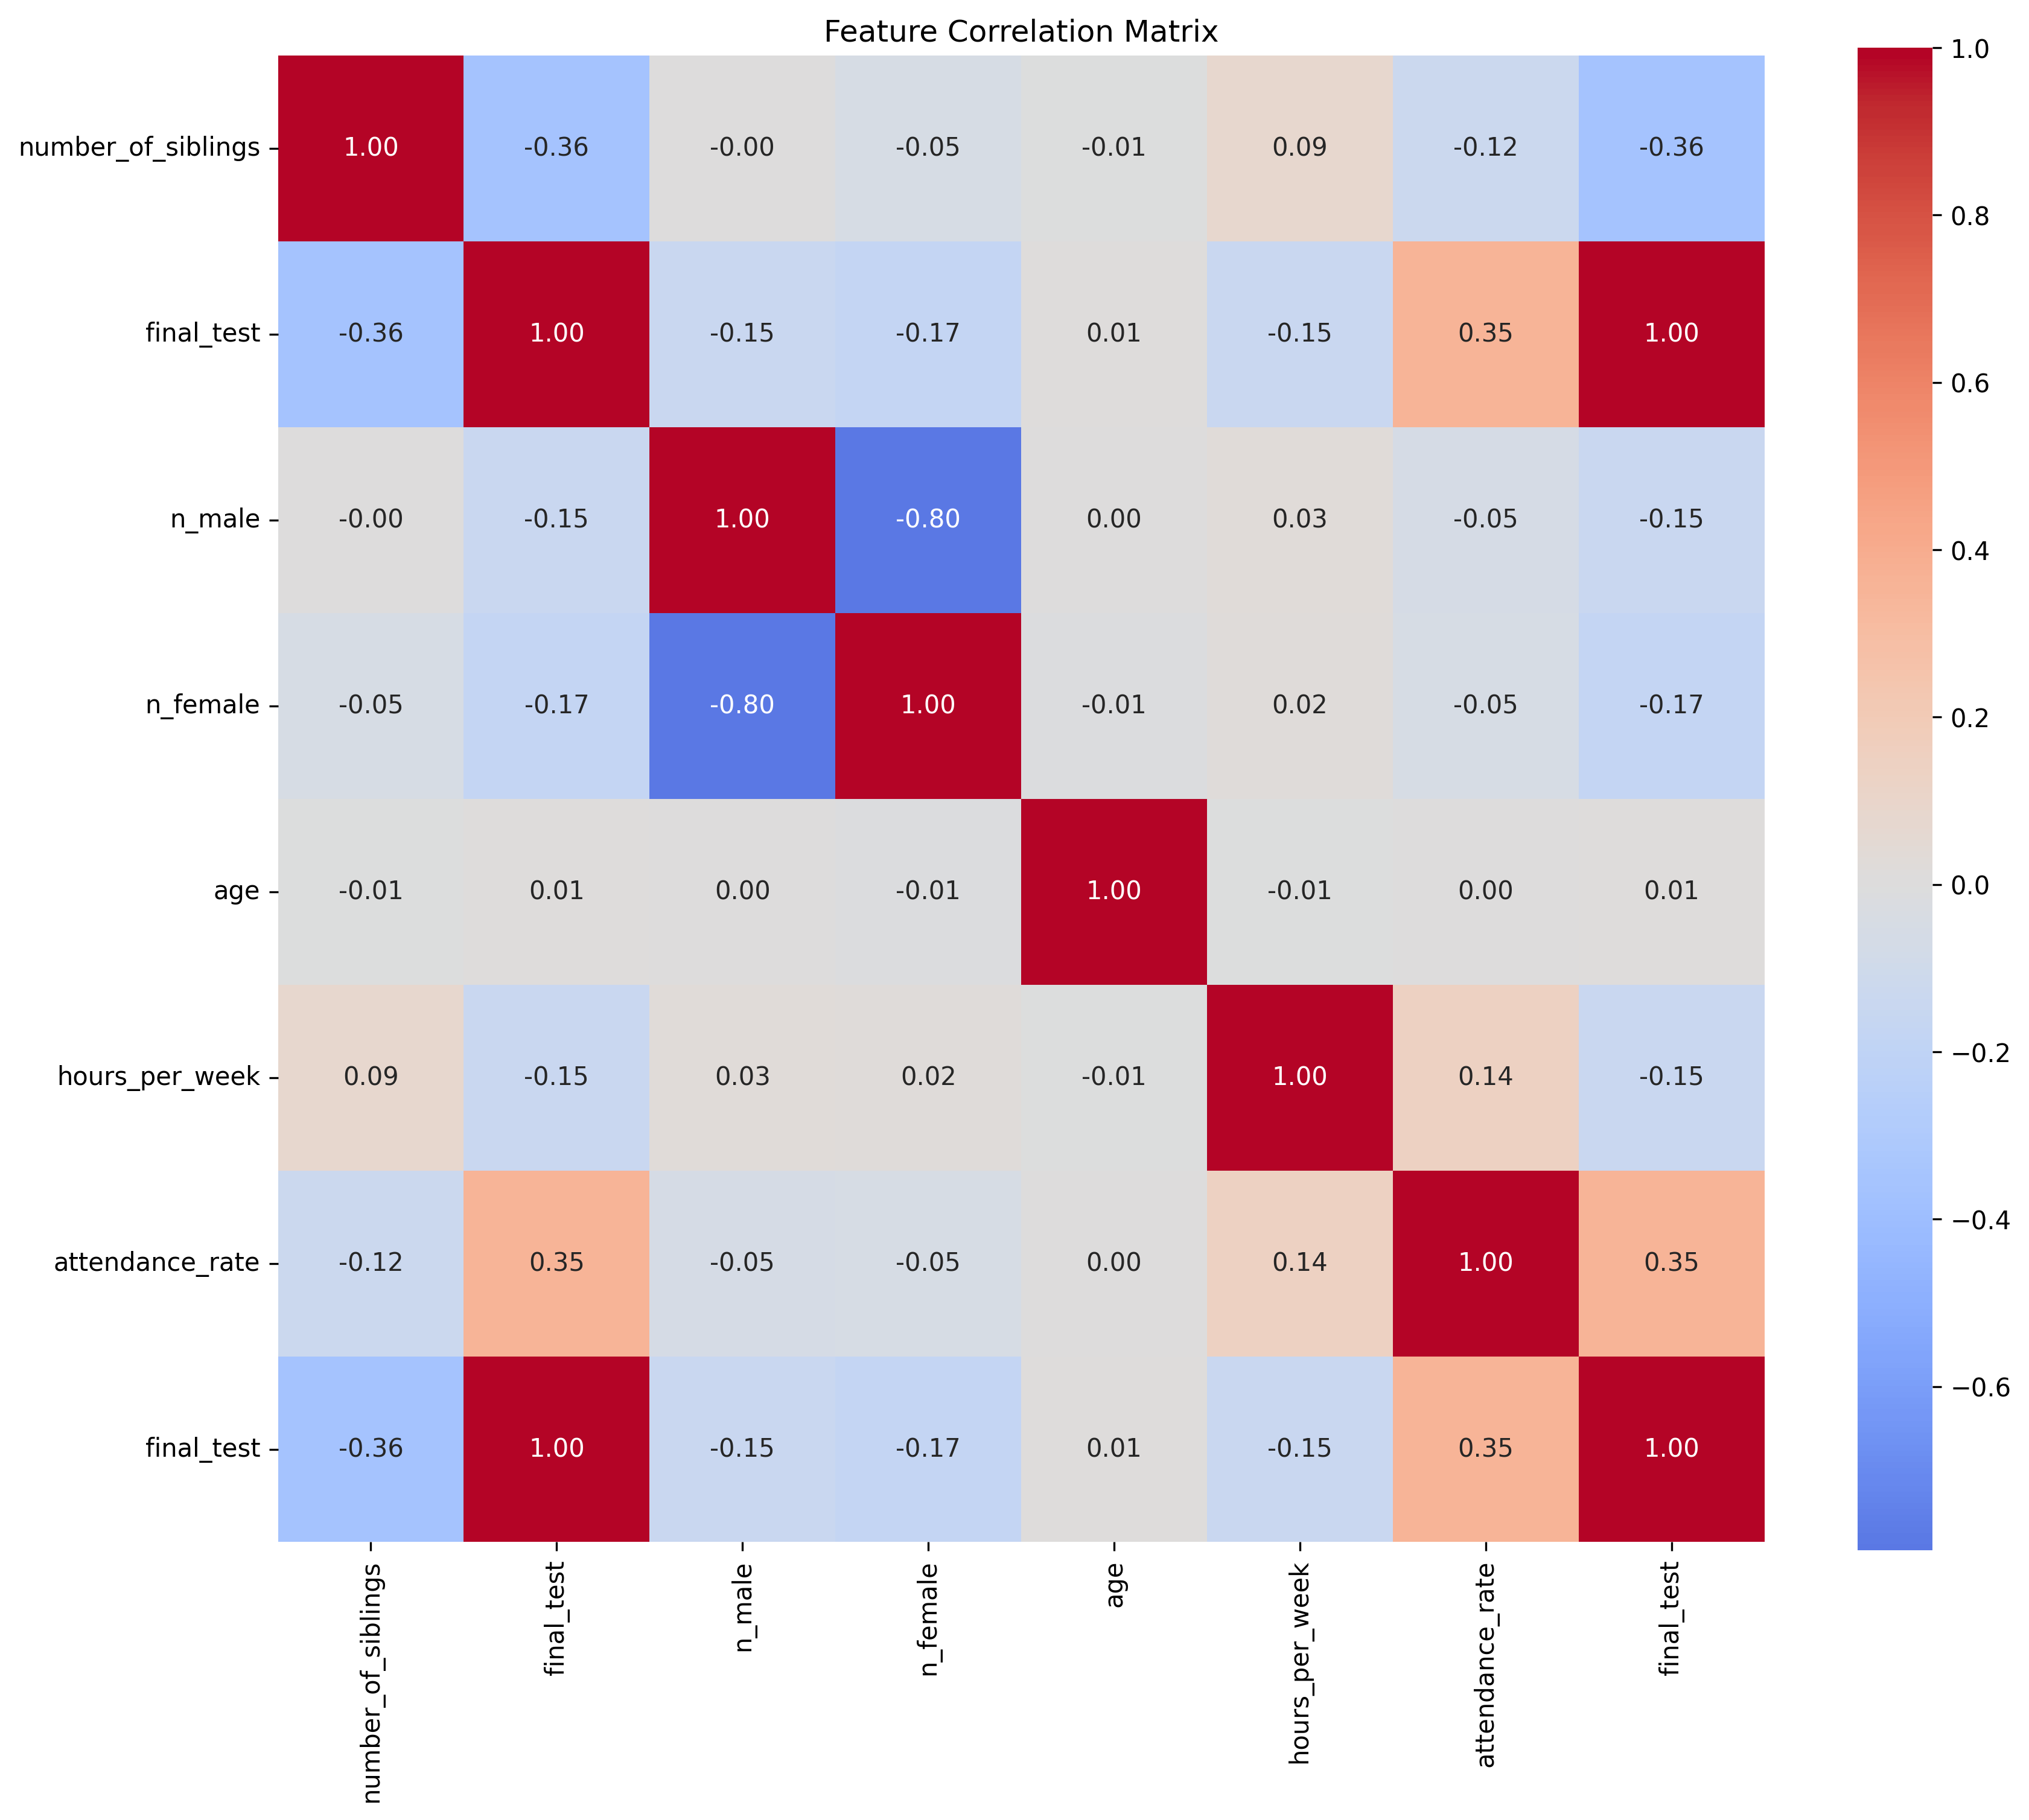 Feature Correlation Matrix
number_of_siblings 1.00 -0.36 -0.00 -0.05 -0.01 0.09 -0.12 -0.36
final_test -0.36 1.00 -0.15 -0.17 0.01 -0.15 0.35 1.00
n_male -0.00 -0.15 1.00 -0.80 0.00 0.03 -0.05 -0.15
n_female -0.05 -0.17 -0.80 1.00 -0.01 0.02 -0.05 -0.17
age -0.01 0.01 0.00 -0.01 1.00 -0.01 0.00 0.01
hours_per_week 0.09 -0.15 0.03 0.02 -0.01 1.00 0.14 -0.15
attendance_rate -0.12 0.35 -0.05 -0.05 0.00 0.14 1.00 0.35
final_test -0.36 1.00 -0.15 -0.17 0.01 -0.15 0.35 1.00
number_of_siblings
final_test
n_male
n_female
age
hours_per_week
attendance_rate
final_test
1.0
0.8
0.6
0.4
0.2
0.0
−0.2
−0.4
−0.6